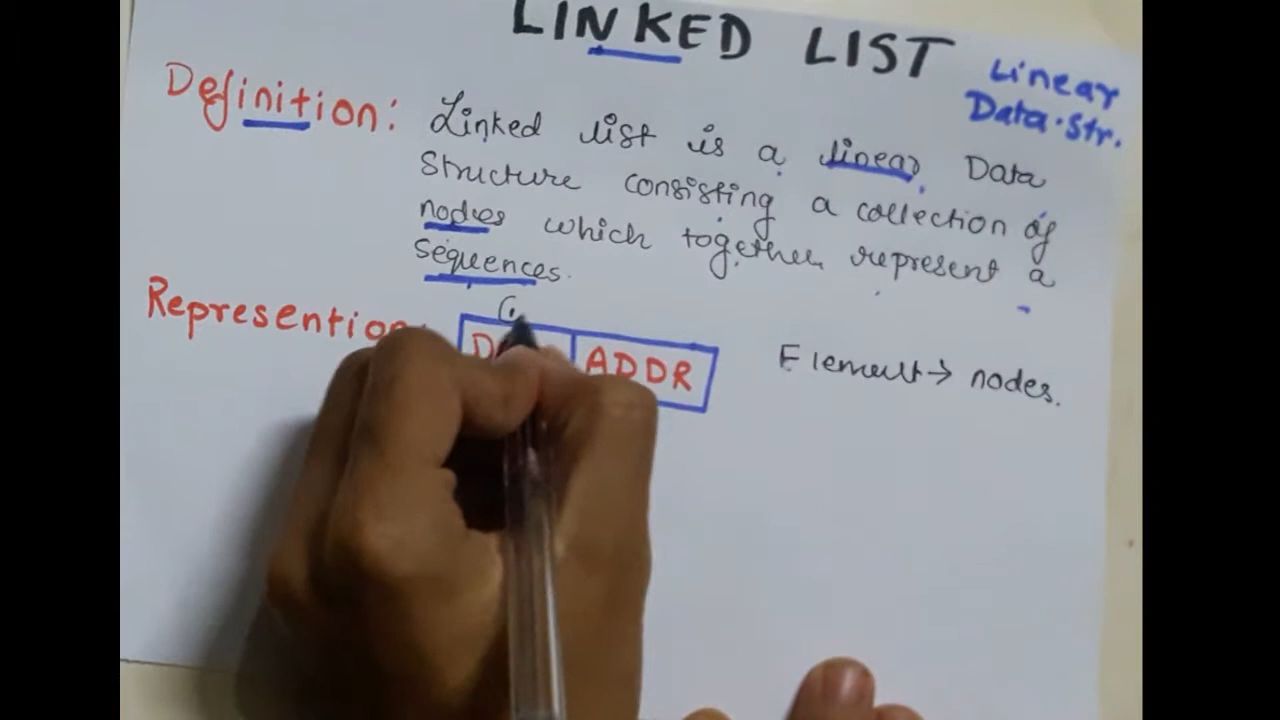 LINKED LIST
Linear
Data.Str.
Definition: Linked list is a linear Data
Structure consisting a collection of
nodes which together represent a
sequences.
ADDR
Element → nodes.